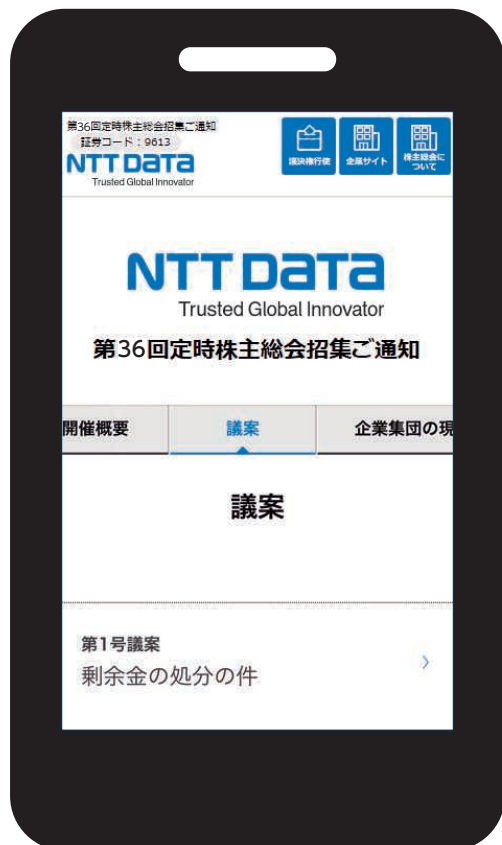 第36回定時株主総会招集ご通知
証券コード：9613
NTT DATA
Trusted Global Innovator
議決権行使
企業サイト
株主総会に
ついて
NTT DATA
Trusted Global Innovator
第36回定時株主総会招集ご通知
開催概要 議案 企業集団の現
議案
第1号議案
剰余金の処分の件